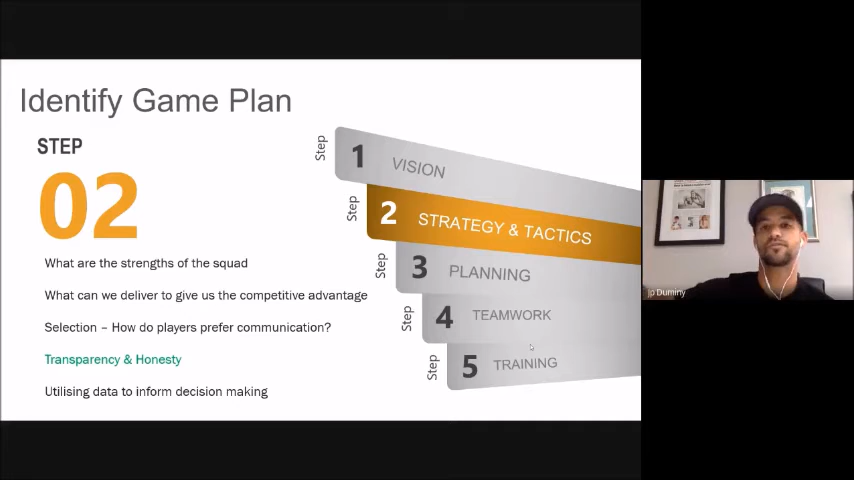 Identify Game Plan
STEP
02
What are the strengths of the squad
What can we deliver to give us the competitive advantage
Selection – How do players prefer communication?
Transparency & Honesty
Utilising data to inform decision making
Step 1 VISION
Step 2 STRATEGY & TACTICS
Step 3 PLANNING
Step 4 TEAMWORK
Step 5 TRAINING
jp Duminy